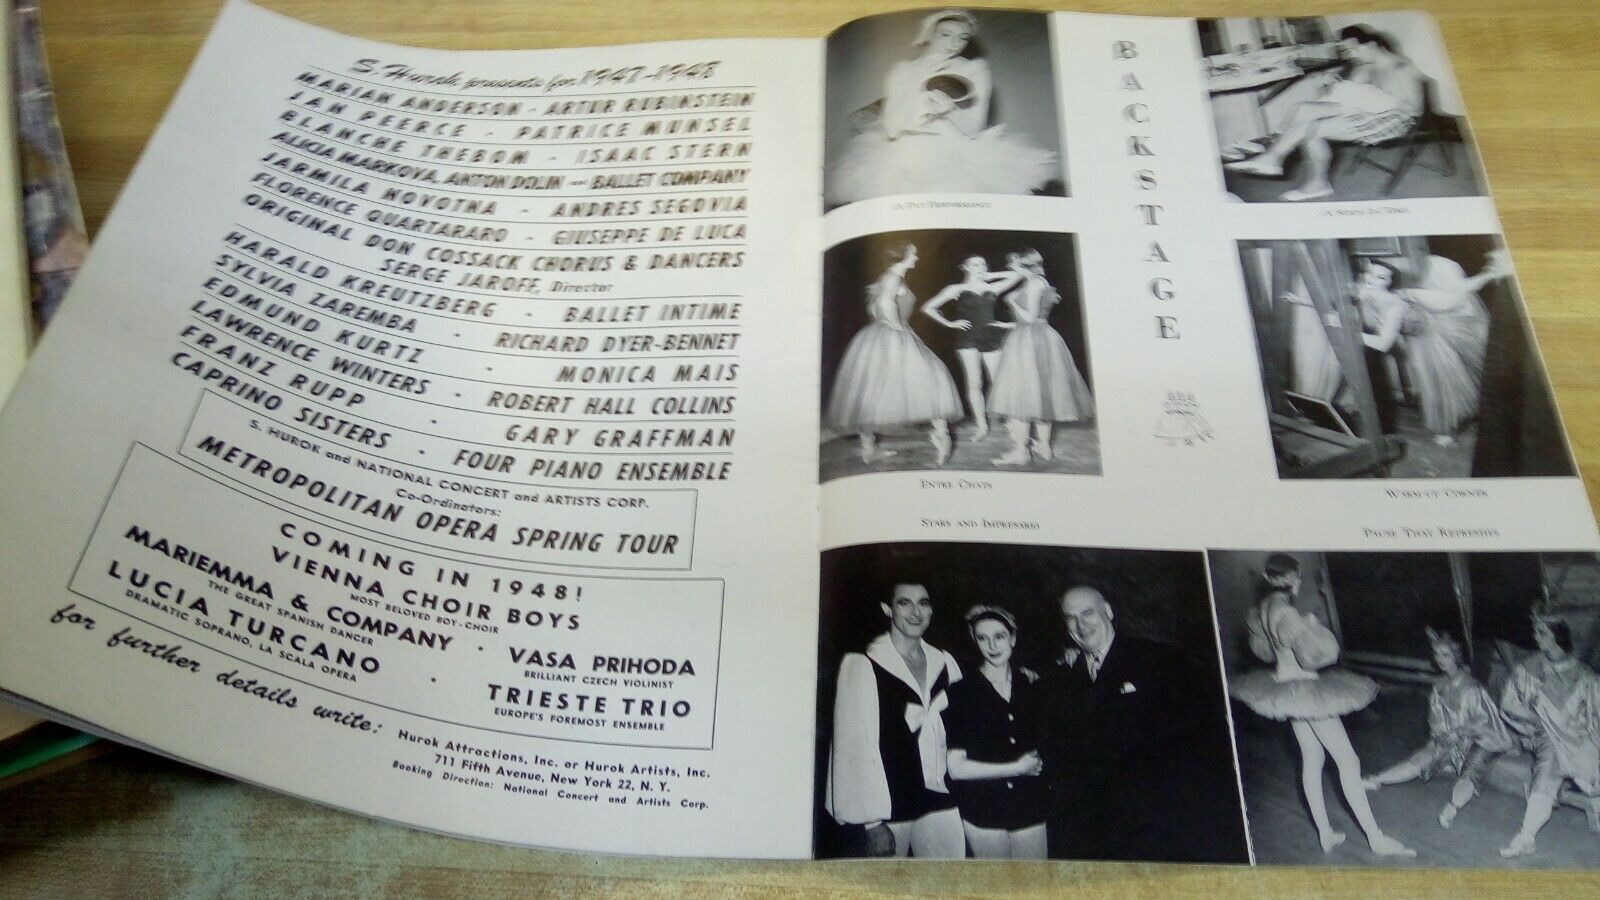 S. Hurok presents for 1947-1948
MARIAN ANDERSON - ARTUR RUBINSTEIN
JAN PEERCE - PATRICE MUNSEL
BLANCHE THEBOM - ISAAC STERN
ALICIA MARKOVA, ANTON DOLIN and BALLET COMPANY
JARMILA NOVOTNA - ANDRES SEGOVIA
FLORENCE QUARTARARO - GIUSEPPE DE LUCA
ORIGINAL DON COSSACK CHORUS & DANCERS
SERGE JAROFF, Director
HARALD KREUTZBERG - BALLET INTIME
SYLVIA ZAREMBA - RICHARD DYER-BENNET
EDMUND KURTZ - MONICA MAIS
LAWRENCE WINTERS - ROBERT HALL COLLINS
FRANZ RUPP - GARY GRAFFMAN
CAPRINO SISTERS - FOUR PIANO ENSEMBLE
S. HUROK and NATIONAL CONCERT and ARTISTS CORP.
Co-Ordinators:
METROPOLITAN OPERA SPRING TOUR
COMING IN 1948!
VIENNA CHOIR BOYS
MOST BELOVED BOY-CHOIR
MARIEMMA & COMPANY • VASA PRIHODA
THE GREAT SPANISH DANCER BRILLIANT CZECH VIOLINIST
LUCIA TURCANO • TRIESTE TRIO
DRAMATIC SOPRANO, LA SCALA OPERA EUROPE'S FOREMOST ENSEMBLE
for further details write: Hurok Attractions, Inc. or Hurok Artists, Inc.
711 Fifth Avenue, New York 22, N. Y.
Booking Direction: National Concert and Artists Corp.
BACKSTAGE
A PAT PERFORMANCE
A STITCH IN TIME
ENTRE CHATS
WARM-UP CORNER
STARS AND IMPRESARIO
PAUSE THAT REFRESHES